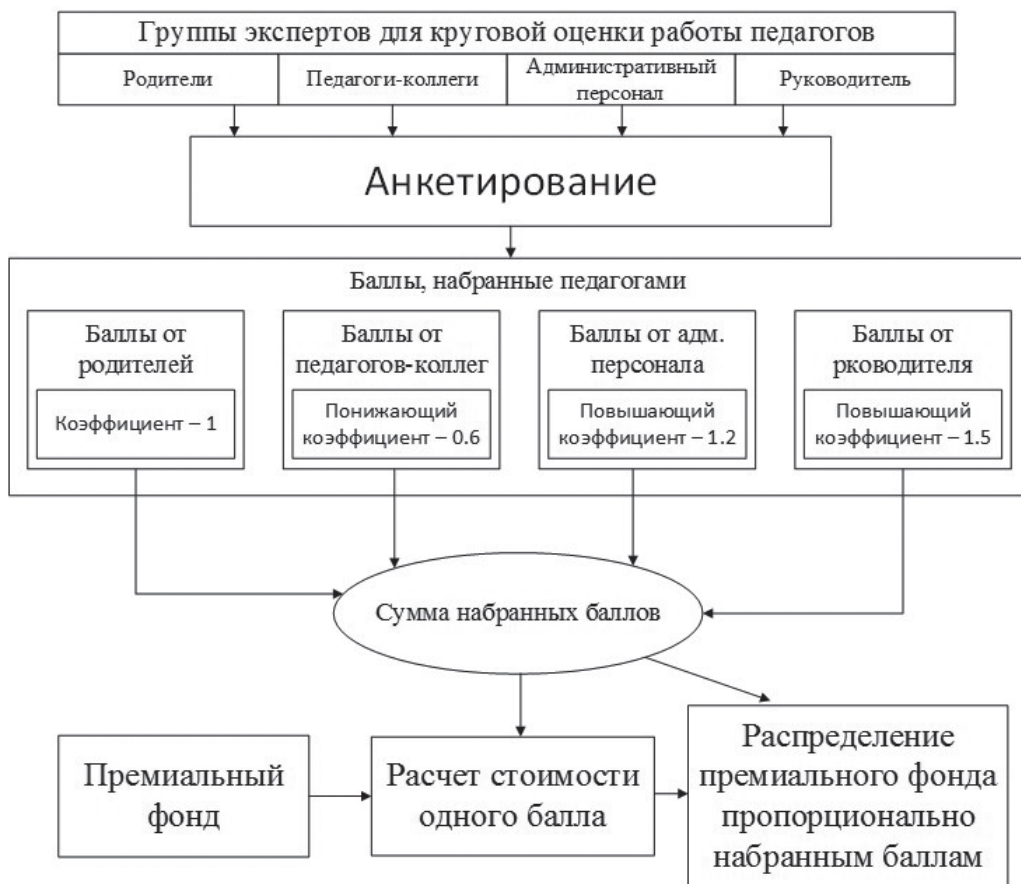 Группы экспертов для круговой оценки работы педагогов
Родители
Педагоги-коллеги
Административный
персонал
Руководитель
Анкетирование
Баллы, набранные педагогами
Баллы от
родителей
Коэффициент – 1
Баллы от
педагогов-коллег
Понижающий
коэффициент – 0.6
Баллы от адм.
персонала
Повышающий
коэффициент – 1.2
Баллы от
рководителя
Повышающий
коэффициент – 1.5
Сумма набранных баллов
Премиальный
фонд
Расчет стоимости
одного балла
Распределение
премиального фонда
пропорционально
набранным баллам